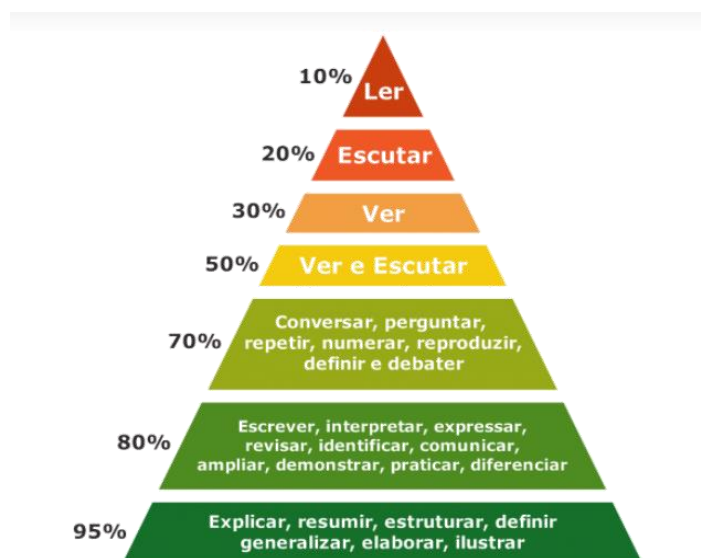 10%
Ler
20%
Escutar
30%
Ver
50%
Ver e Escutar
70%
Conversar, perguntar,
repetir, numerar, reproduzir,
definir e debater
80%
Escrever, interpretar, expressar,
revisar, identificar, comunicar,
ampliar, demonstrar, praticar, diferenciar
95%
Explicar, resumir, estruturar, definir
generalizar, elaborar, ilustrar